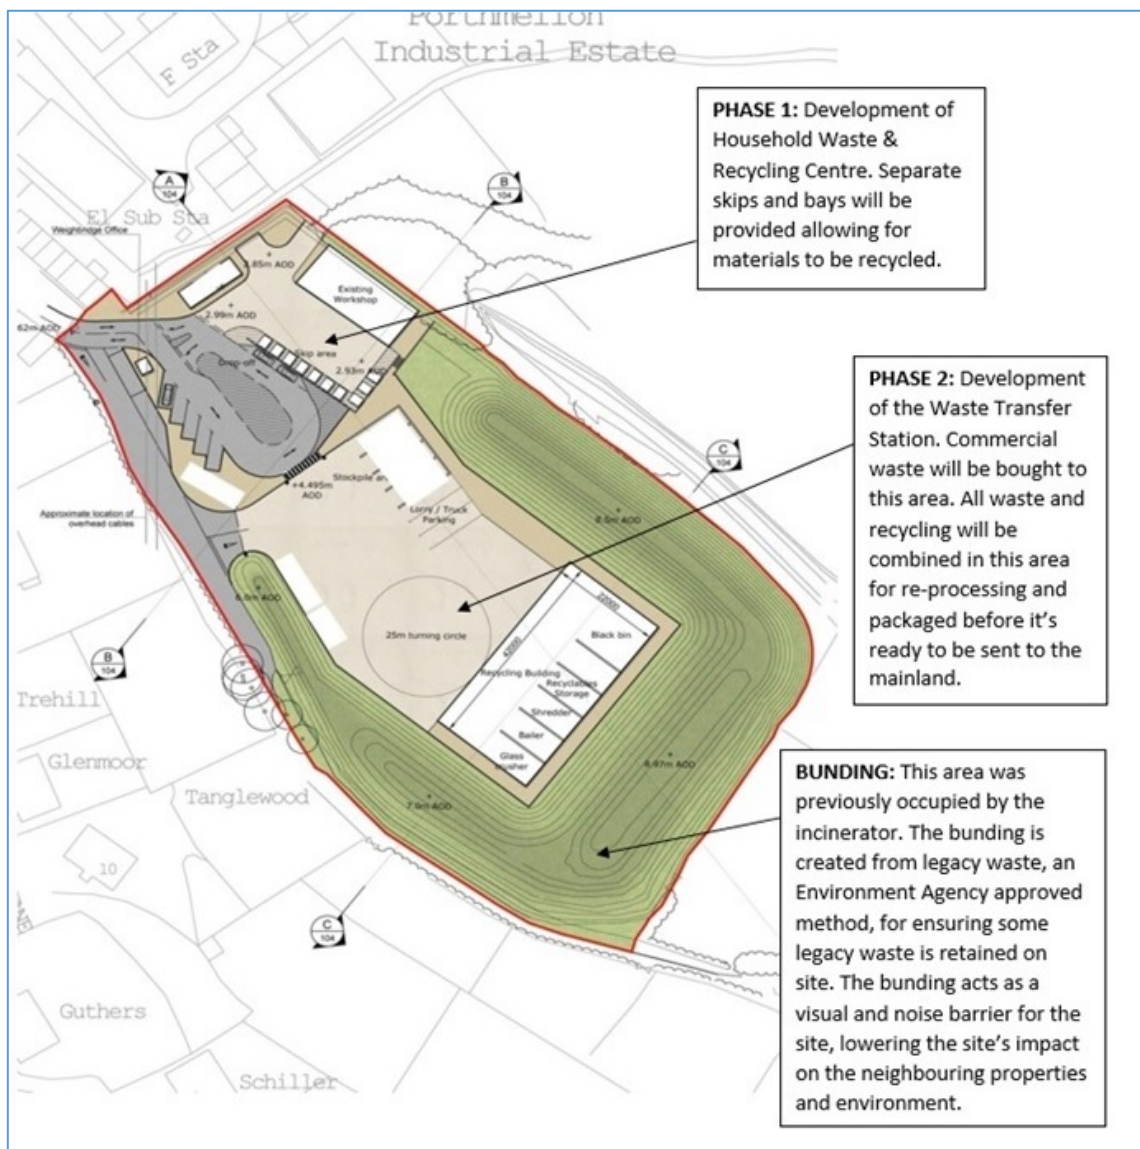 Porthmellon
Industrial Estate
F Sta
PHASE 1: Development of
Household Waste &
Recycling Centre. Separate
skips and bays will be
provided allowing for
materials to be recycled.
A
104
B
104
El Sub Sta
Weighbridge Office
2.85m AOD
Existing
Workshop
2.99m AOD
62m AOD
Skip area
Drop-off
2.93m AOD
PHASE 2: Development
of the Waste Transfer
Station. Commercial
waste will be bought to
this area. All waste and
recycling will be
combined in this area
for re-processing and
packaged before it's
ready to be sent to the
mainland.
C
104
Stockpile
+4.495m
AOD
Lorry / Truck
Parking
Approximate location of
overhead cables
8.0m AOD
6.0m AOD
25m turning circle
22000
42000
Black bin
Recycling Building
Recyclables
Storage
Shredder
Bailer
Glass
crusher
B
104
Trehill
Glenmoor
Tanglewood
7.0m AOD
8.97m AOD
BUNDING: This area was
previously occupied by the
incinerator. The bunding is
created from legacy waste, an
Environment Agency approved
method, for ensuring some
legacy waste is retained on
site. The bunding acts as a
visual and noise barrier for the
site, lowering the site's impact
on the neighbouring properties
and environment.
10
C
104
Guthers
Schiller